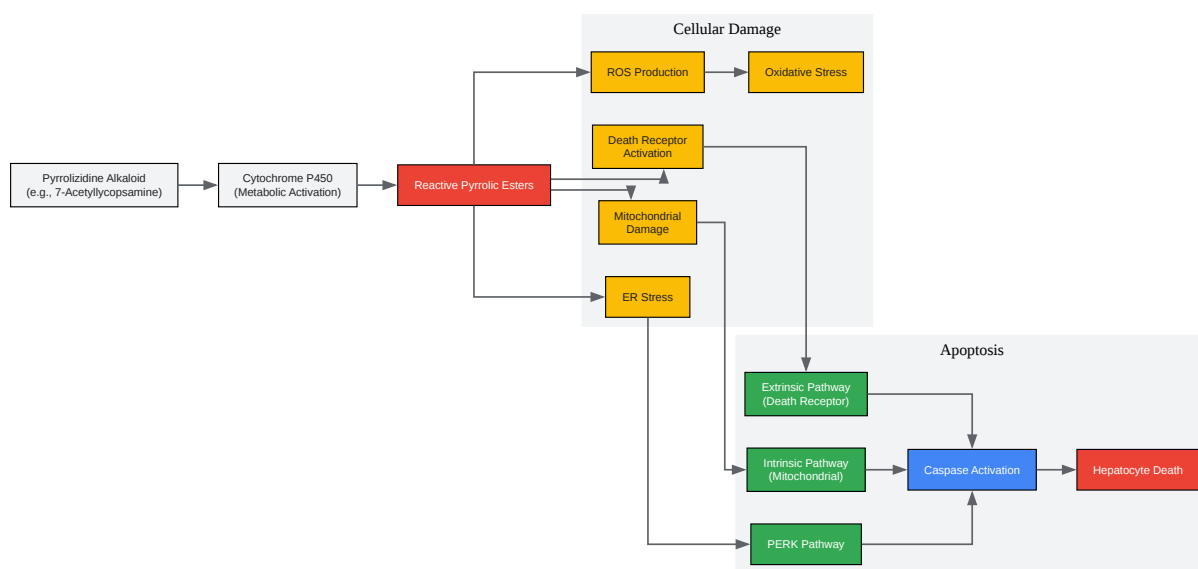 Cellular Damage
ROS Production
Oxidative Stress
Death Receptor
Activation
Pyrrolizidine Alkaloid
(e.g., 7-Acetyllycopsamine)
Cytochrome P450
(Metabolic Activation)
Reactive Pyrrolic Esters
Mitochondrial
Damage
ER Stress
Apoptosis
Extrinsic Pathway
(Death Receptor)
Intrinsic Pathway
(Mitochondrial)
Caspase Activation
Hepatocyte Death
PERK Pathway